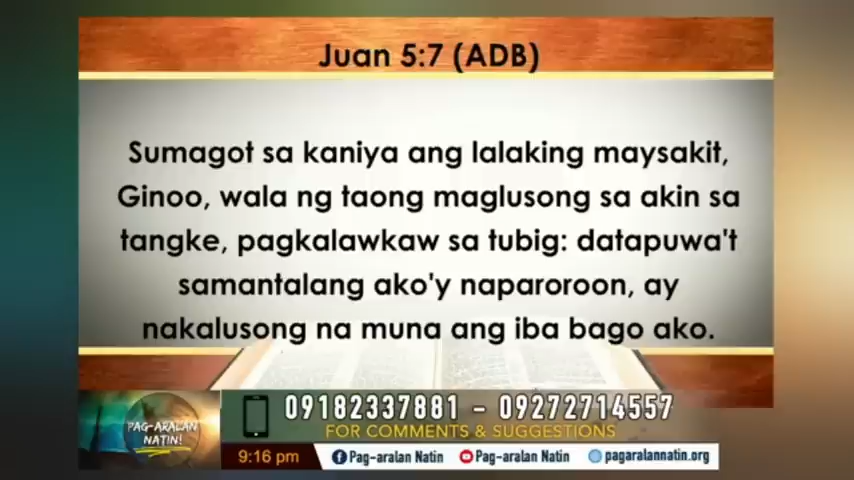 Juan 5:7 (ADB)
Sumagot sa kaniya ang lalaking maysakit,
Ginoo, wala ng taong maglusong sa akin sa
tangke, pagkalawkaw sa tubig: datapuwa't
samantalang ako'y naparoroon, ay
nakalusong na muna ang iba bago ako.
09182337881 - 09272714557
FOR COMMENTS & SUGGESTIONS
PAG-ARALAN
NATIN!
9:16 pm Pag-aralan Natin Pag-aralan Natin pagaralannatin.org